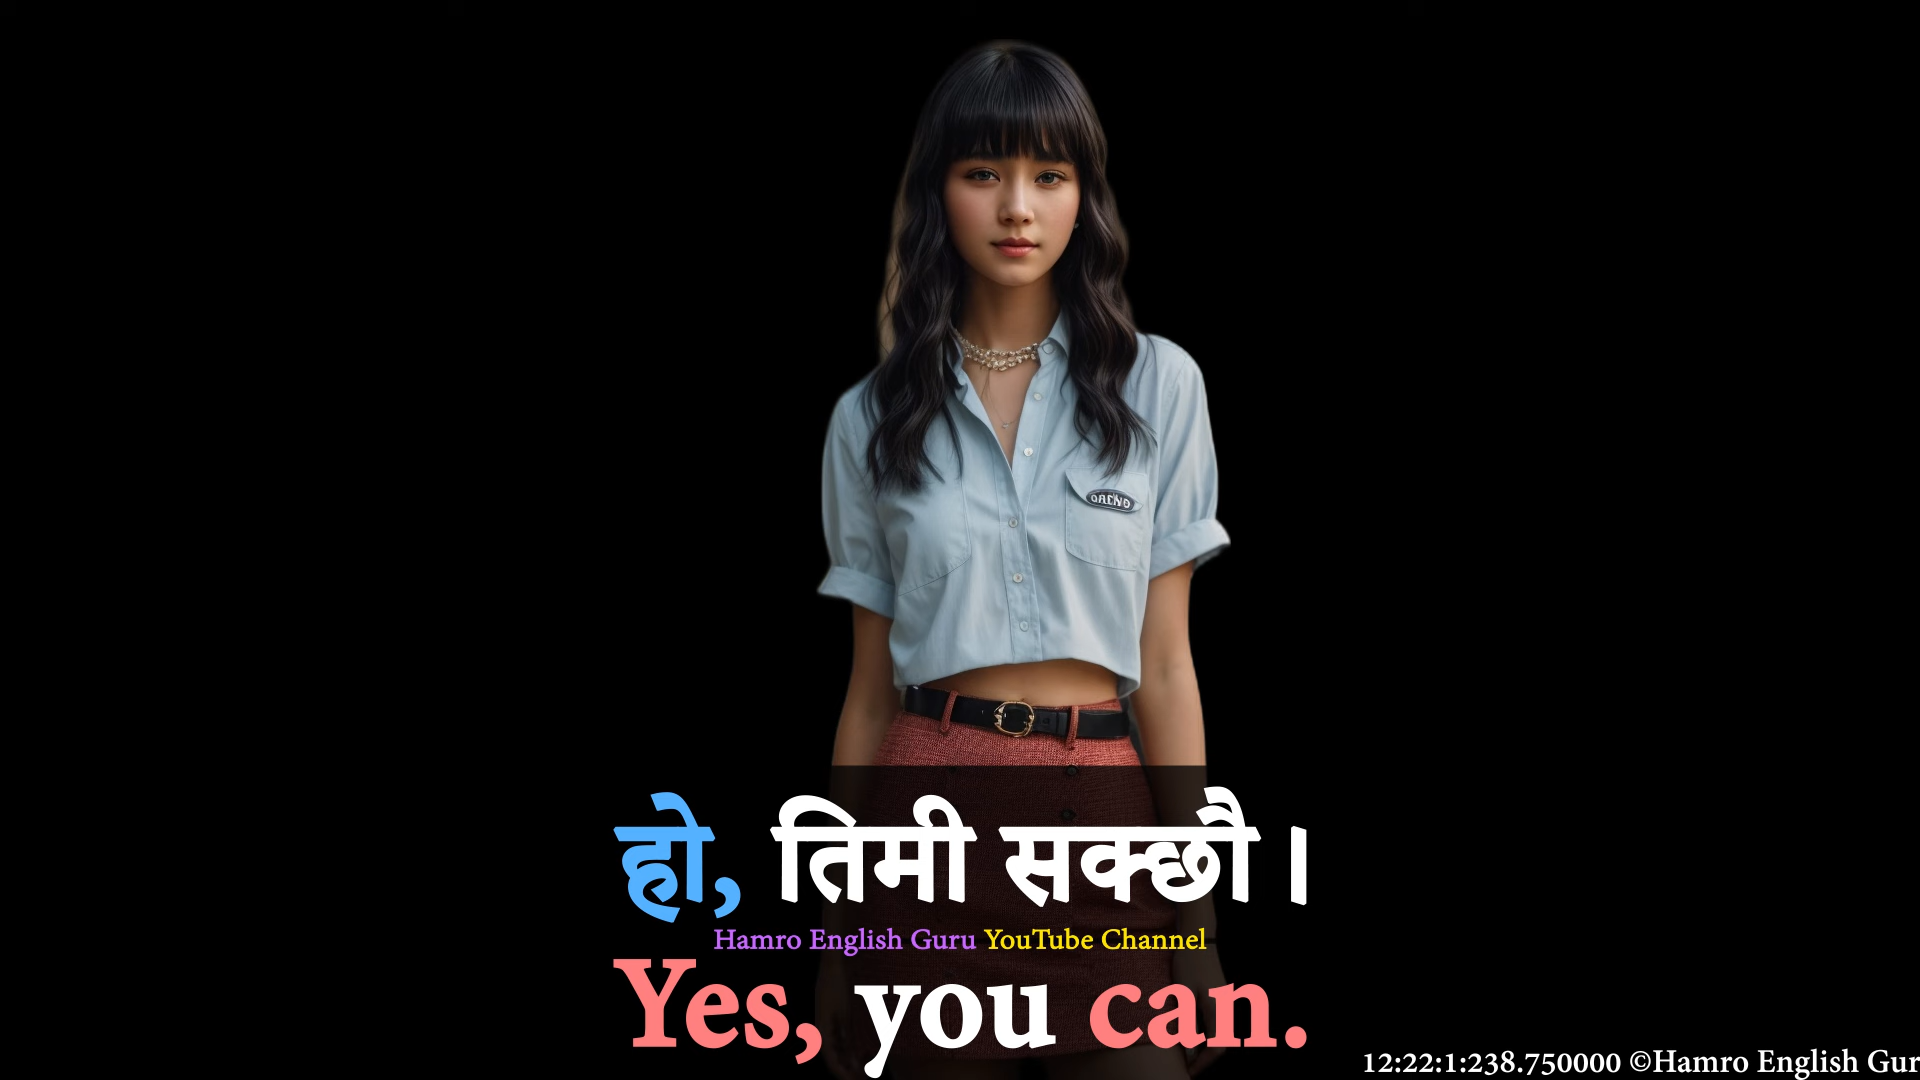 हो, तिमी सक्छौ।
Hamro English Guru YouTube Channel
Yes, you can.
12:22:1:238.750000 ©Hamro English Gur